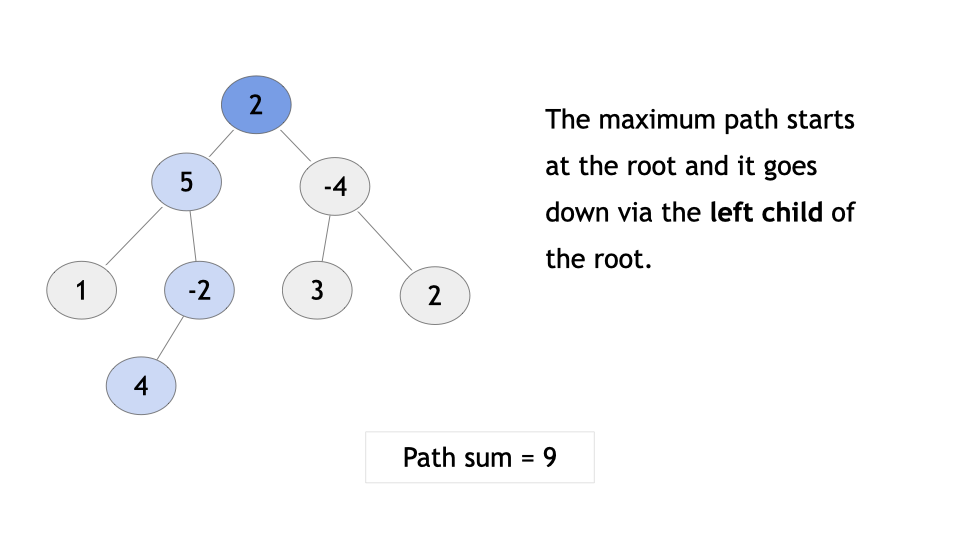 2
5
-4
1
-2
3
2
4
The maximum path starts
at the root and it goes
down via the left child of
the root.
Path sum = 9